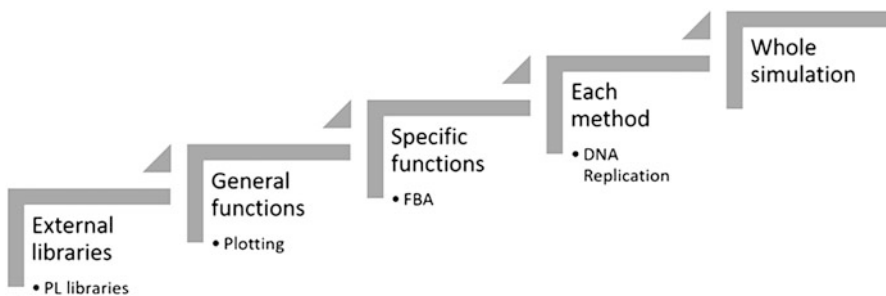 External
libraries
• PL libraries
General
functions
• Plotting
Specific
functions
• FBA
Each
method
• DNA
Replication
Whole
simulation